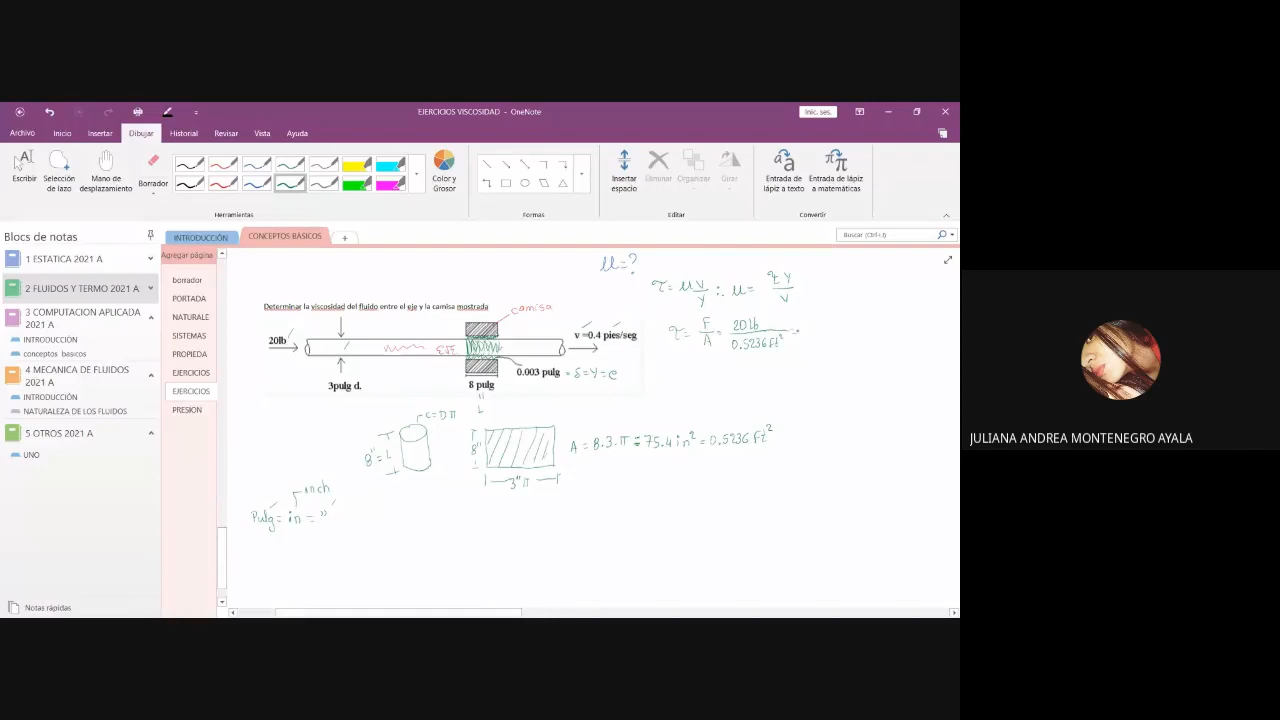 EJERCICIOS VISCOSIDAD - OneNote
Inic. ses.
Archivo Inicio Insertar Dibujar Historial Revisar Vista Ayuda
Escribir
Selección de lazo
Mano de desplazamiento
Borrador
Color y Grosor
Insertar espacio
Eliminar
Organizar
Girar
Entrada de lápiz a texto
Entrada de lápiz a matemáticas
Herramientas
Formas
Editar
Convertir
Blocs de notas
INTRODUCCIÓN
CONCEPTOS BÁSICOS
+
Buscar (Ctrl+J)
1 ESTATICA 2021 A
2 FLUIDOS Y TERMO 2021 A
3 COMPUTACION APLICADA 2021 A
INTRODUCCIÓN
conceptos basicos
4 MECANICA DE FLUIDOS 2021 A
INTRODUCCIÓN
NATURALEZA DE LOS FLUIDOS
5 OTROS 2021 A
UNO
Notas rápidas
Agregar página
borrador
PORTADA
NATURALE
SISTEMAS
PROPIEDA
EJERCICIOS
EJERCICIOS
PRESION
μ=?
τ= μ v/y ∴ μ = τy/v
Determinar la viscosidad del fluido entre el eje y la camisa mostrada
camisa
τ= F/A = 20lb/0.5236 ft² =
20lb
v =0.4 pies/seg
EJE
3pulg d.
8 pulg
0.003 pulg = δ=y=e
"
L
c=Dπ
8"=L
8"
3"π
A = 8.3.π = 75.4 in² = 0.5236 ft²
inch
Pulg= in = "
JULIANA ANDREA MONTENEGRO AYALA